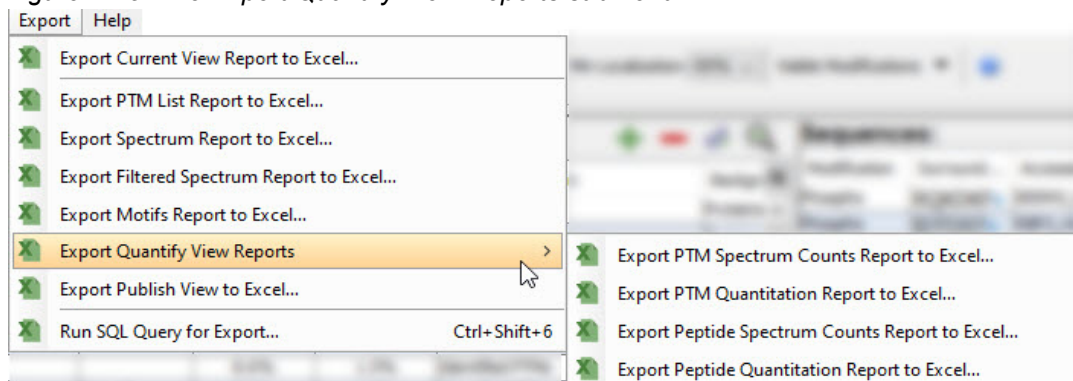 Export Help
Export Current View Report to Excel...
Export PTM List Report to Excel...
Export Spectrum Report to Excel...
Export Filtered Spectrum Report to Excel...
Export Motifs Report to Excel...
Export Quantify View Reports >
Export Publish View to Excel...
Run SQL Query for Export... Ctrl+Shift+6
Export PTM Spectrum Counts Report to Excel...
Export PTM Quantitation Report to Excel...
Export Peptide Spectrum Counts Report to Excel...
Export Peptide Quantitation Report to Excel...
Sequences